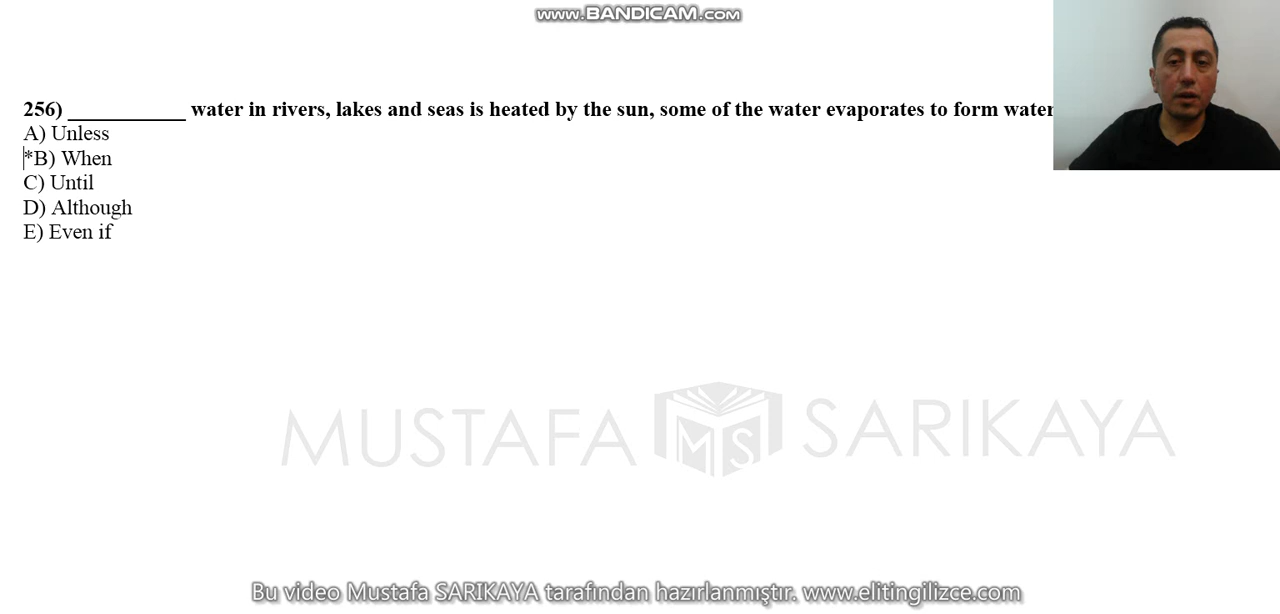 www.BANDICAM.com
256) ___________ water in rivers, lakes and seas is heated by the sun, some of the water evaporates to form water
A) Unless
*B) When
C) Until
D) Although
E) Even if
MUSTAFA MS SARIKAYA
Bu video Mustafa SARIKAYA tarafından hazırlanmıştır. www.elitingilizce.com